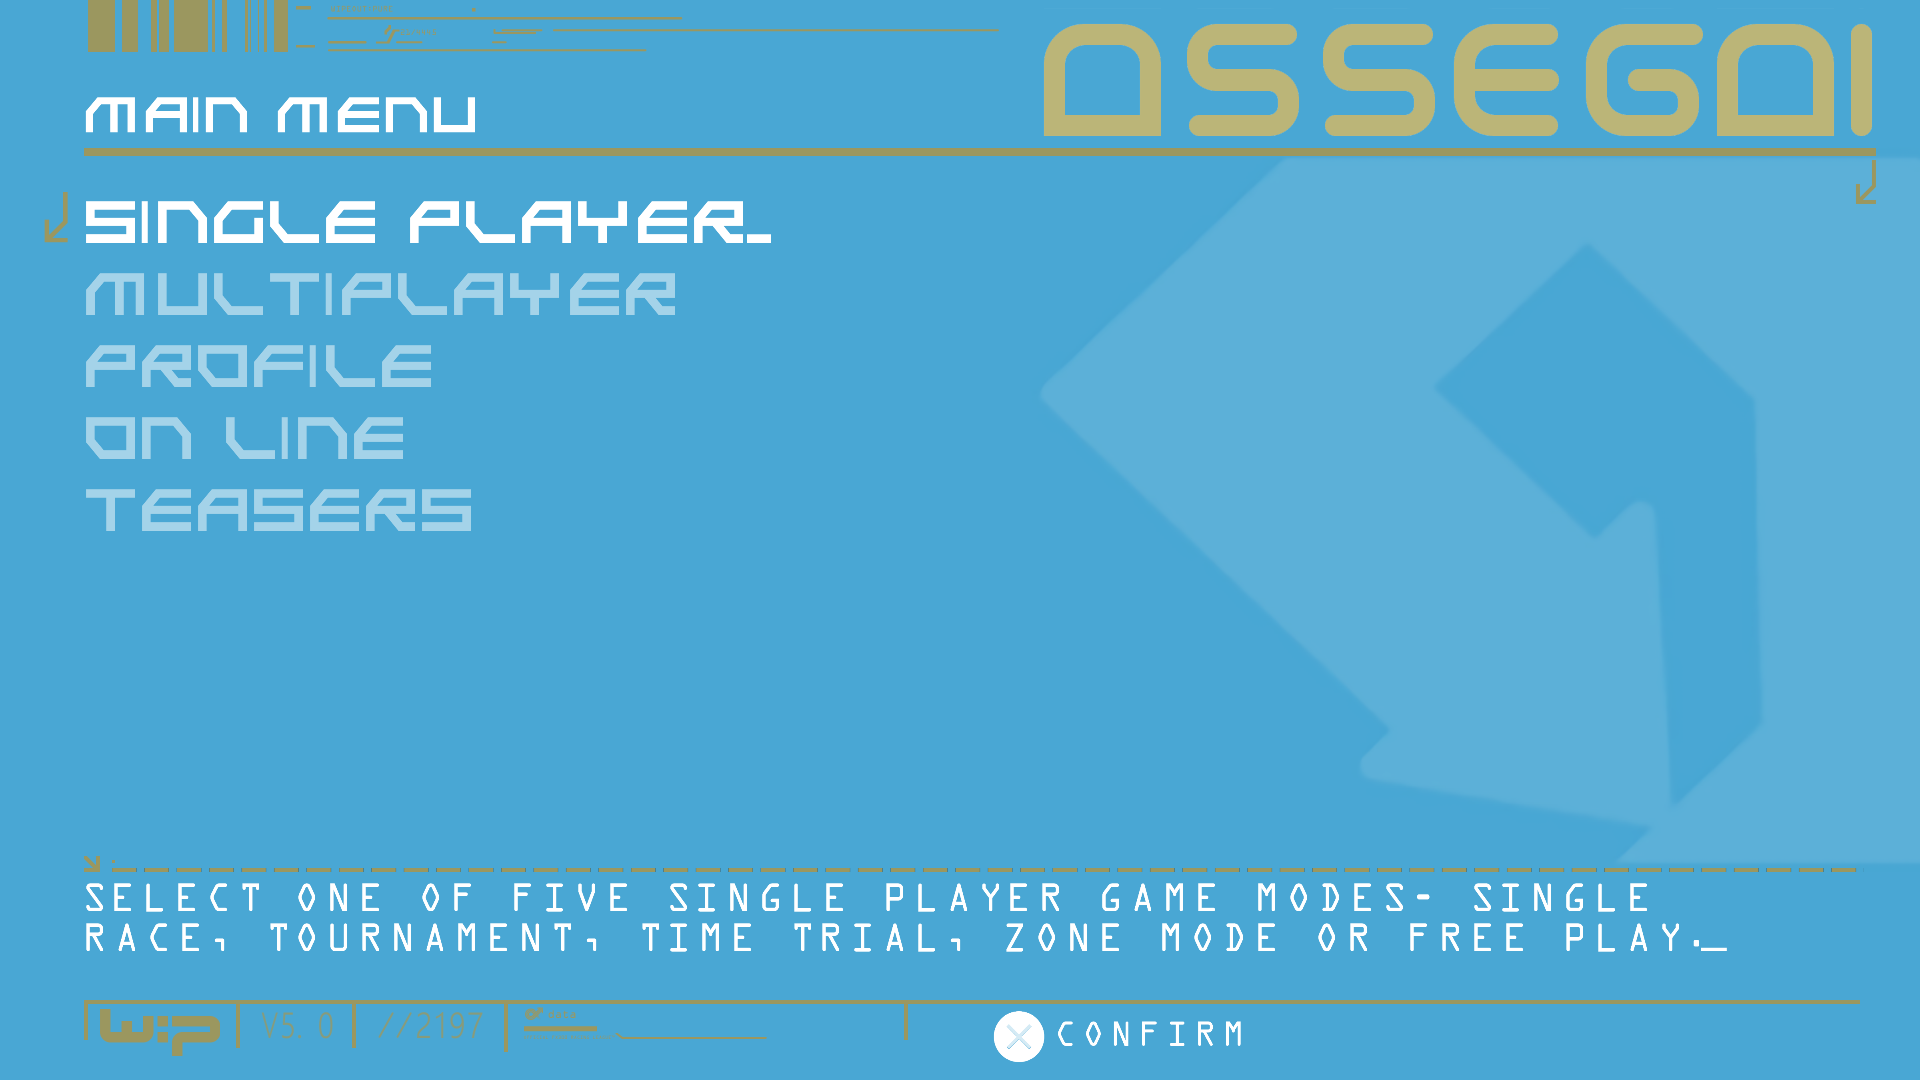 ASSEGAI
MAIN MENU
SINGLE PLAYER_
MULTIPLAYER
PROFILE
ON LINE
TEASERS
SELECT ONE OF FIVE SINGLE PLAYER GAME MODES- SINGLE
RACE, TOURNAMENT, TIME TRIAL, ZONE MODE OR FREE PLAY._
w:p V5.0 //2197
CONFIRM